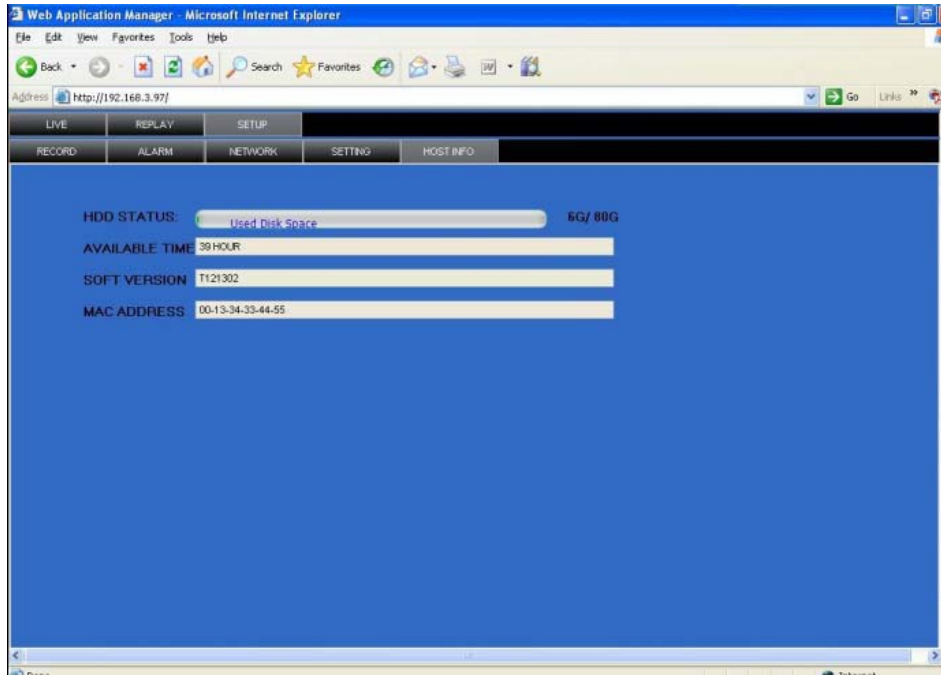 Web Application Manager - Microsoft Internet Explorer
File Edit View Favorites Tools Help
Back Search Favorites
Address http://192.168.3.97/ Go Links »
LIVE REPLAY SETUP
RECORD ALARM NETWORK SETTING HOST INFO
HDD STATUS: Used Disk Space 6G/ 80G
AVAILABLE TIME 39 HOUR
SOFT VERSION T121302
MAC ADDRESS 00-13-34-33-44-55